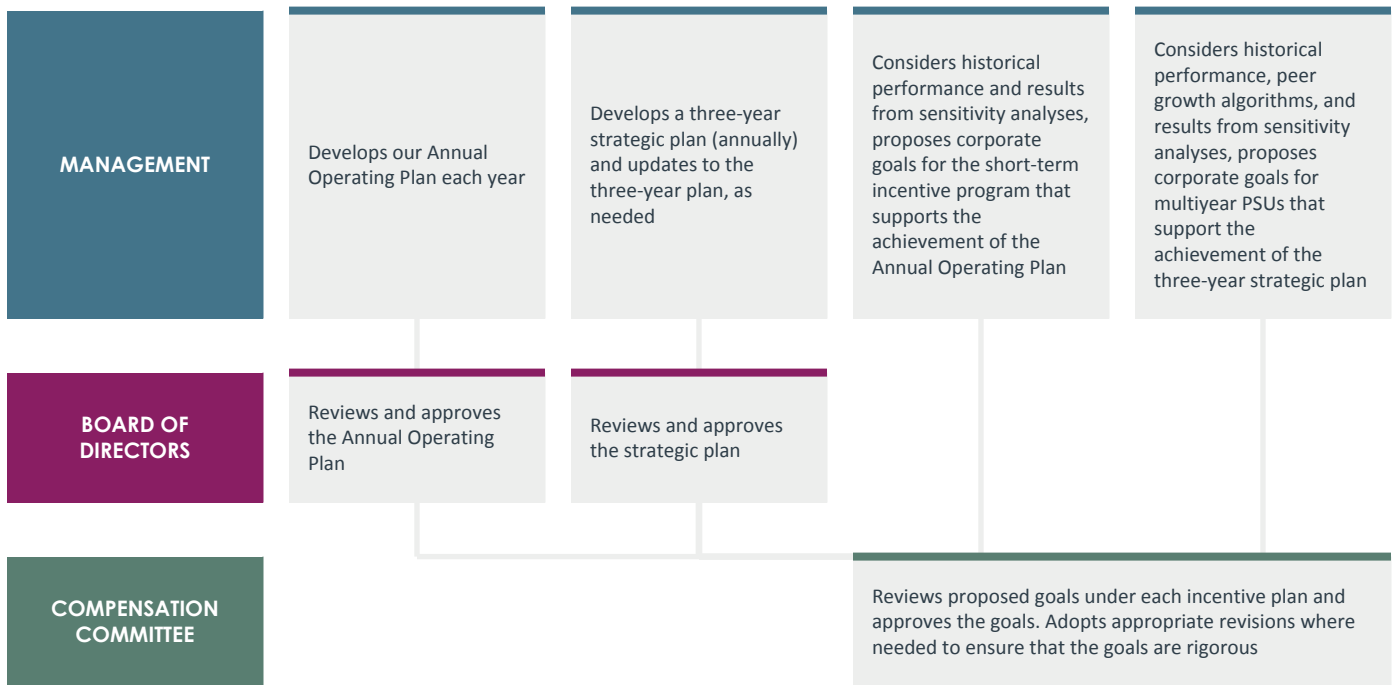 MANAGEMENT
Develops our Annual
Operating Plan each year
Develops a three-year
strategic plan (annually)
and updates to the
three-year plan, as
needed
Considers historical
performance and results
from sensitivity analyses,
proposes corporate
goals for the short-term
incentive program that
supports the
achievement of the
Annual Operating Plan
Considers historical
performance, peer
growth algorithms, and
results from sensitivity
analyses, proposes
corporate goals for
multiyear PSUs that
support the
achievement of the
three-year strategic plan
BOARD OF
DIRECTORS
Reviews and approves
the Annual Operating
Plan
Reviews and approves
the strategic plan
COMPENSATION
COMMITTEE
Reviews proposed goals under each incentive plan and
approves the goals. Adopts appropriate revisions where
needed to ensure that the goals are rigorous